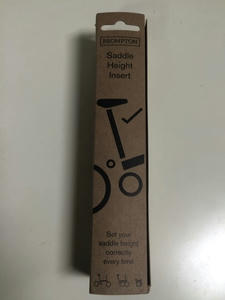 BROMPTON
Saddle
Height
Insert
Set your
saddle height
correctly
every time